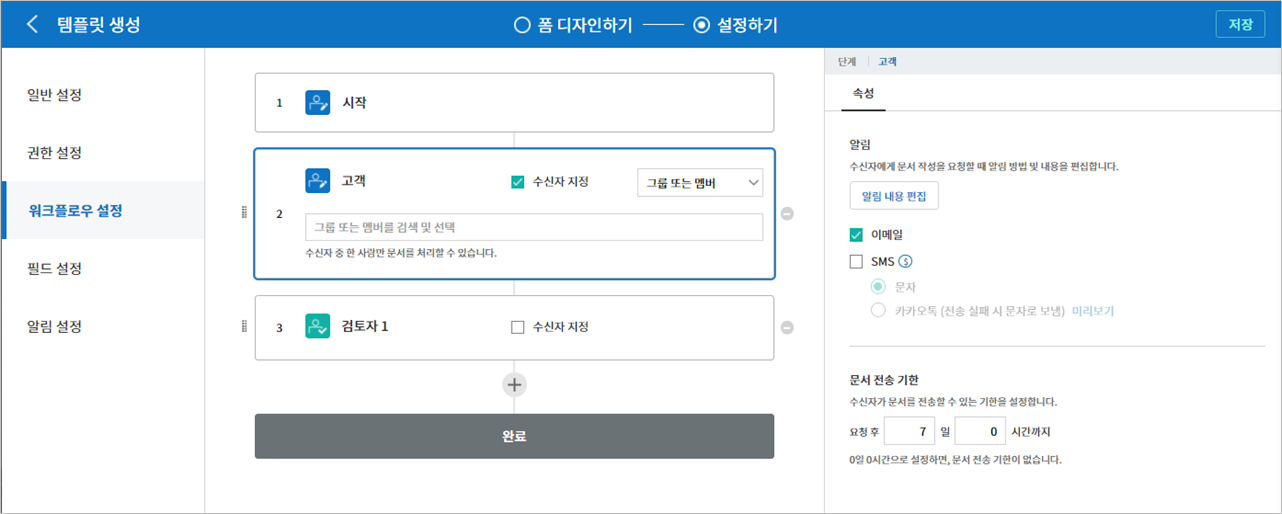 템플릿 생성
폼 디자인하기
설정하기
저장
일반 설정
권한 설정
워크플로우 설정
필드 설정
알림 설정
1 시작
2
고객
수신자 지정
그룹 또는 멤버
그룹 또는 멤버를 검색 및 선택
수신자 중 한 사람만 문서를 처리할 수 있습니다.
3 검토자 1
수신자 지정
완료
단계 고객
속성
알림
수신자에게 문서 작성을 요청할 때 알림 방법 및 내용을 편집합니다.
알림 내용 편집
이메일
SMS $
문자
카카오톡 (전송 실패 시 문자로 보냄) 미리보기
문서 전송 기한
수신자가 문서를 전송할 수 있는 기한을 설정합니다.
요청 후 7 일 0 시간까지
0일 0시간으로 설정하면, 문서 전송 기한이 없습니다.